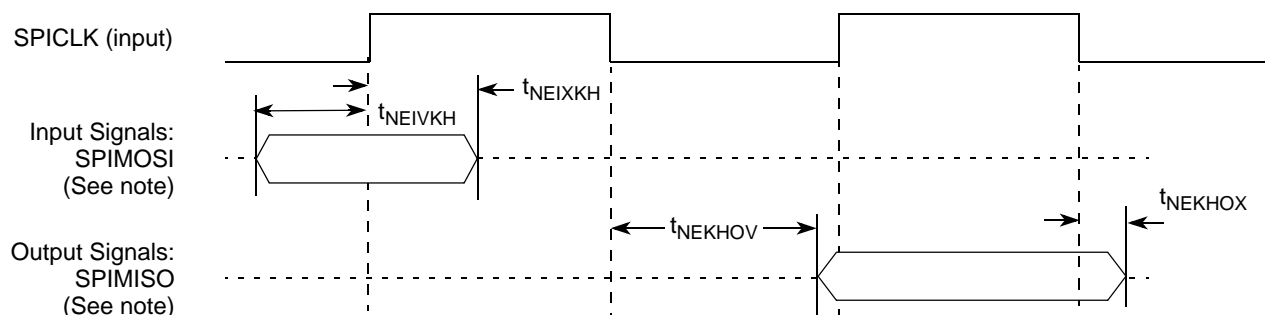 SPICLK (input)
tNEIXKH
tNEIVKH
Input Signals:
SPIMOSI
(See note)
tNEKHOX
tNEKHOV
Output Signals:
SPIMISO
(See note)